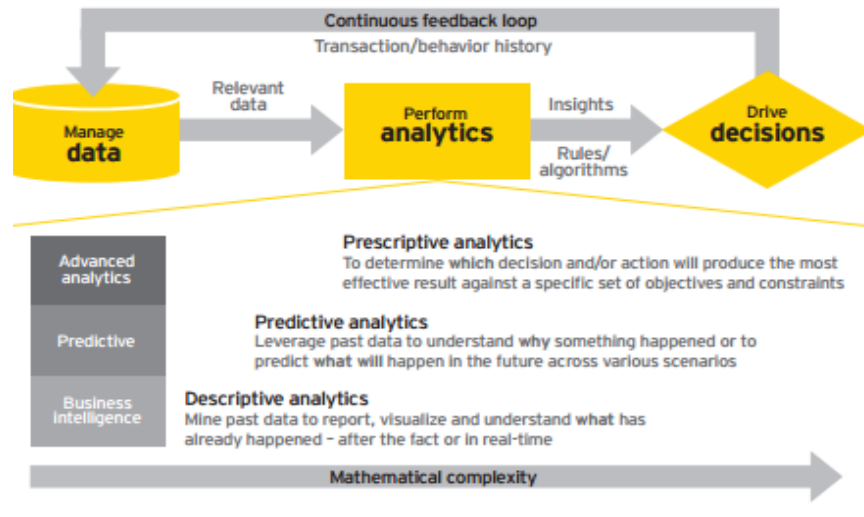 Continuous feedback loop
Transaction/behavior history
Relevant
data
Manage
data
Perform
analytics
Insights
Rules/
algorithms
Drive
decisions
Advanced
analytics
Prescriptive analytics
To determine which decision and/or action will produce the most
effective result against a specific set of objectives and constraints
Predictive
Predictive analytics
Leverage past data to understand why something happened or to
predict what will happen in the future across various scenarios
Business
intelligence
Descriptive analytics
Mine past data to report, visualize and understand what has
already happened – after the fact or in real-time
Mathematical complexity